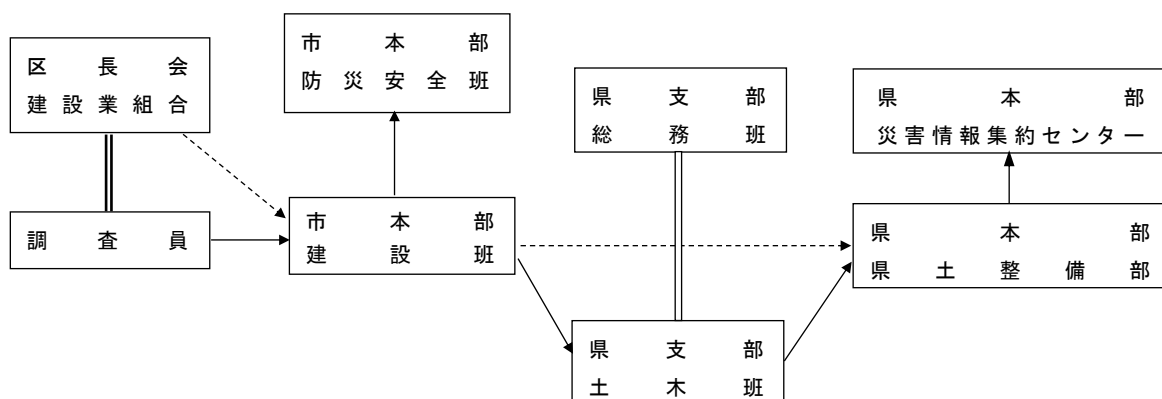 区長会
建設業組合
市本部
防災安全班
県支部
総務班
県本部
災害情報集約センター
調査員
市本部
建設班
県本部
県土整備部
県支部
土木班